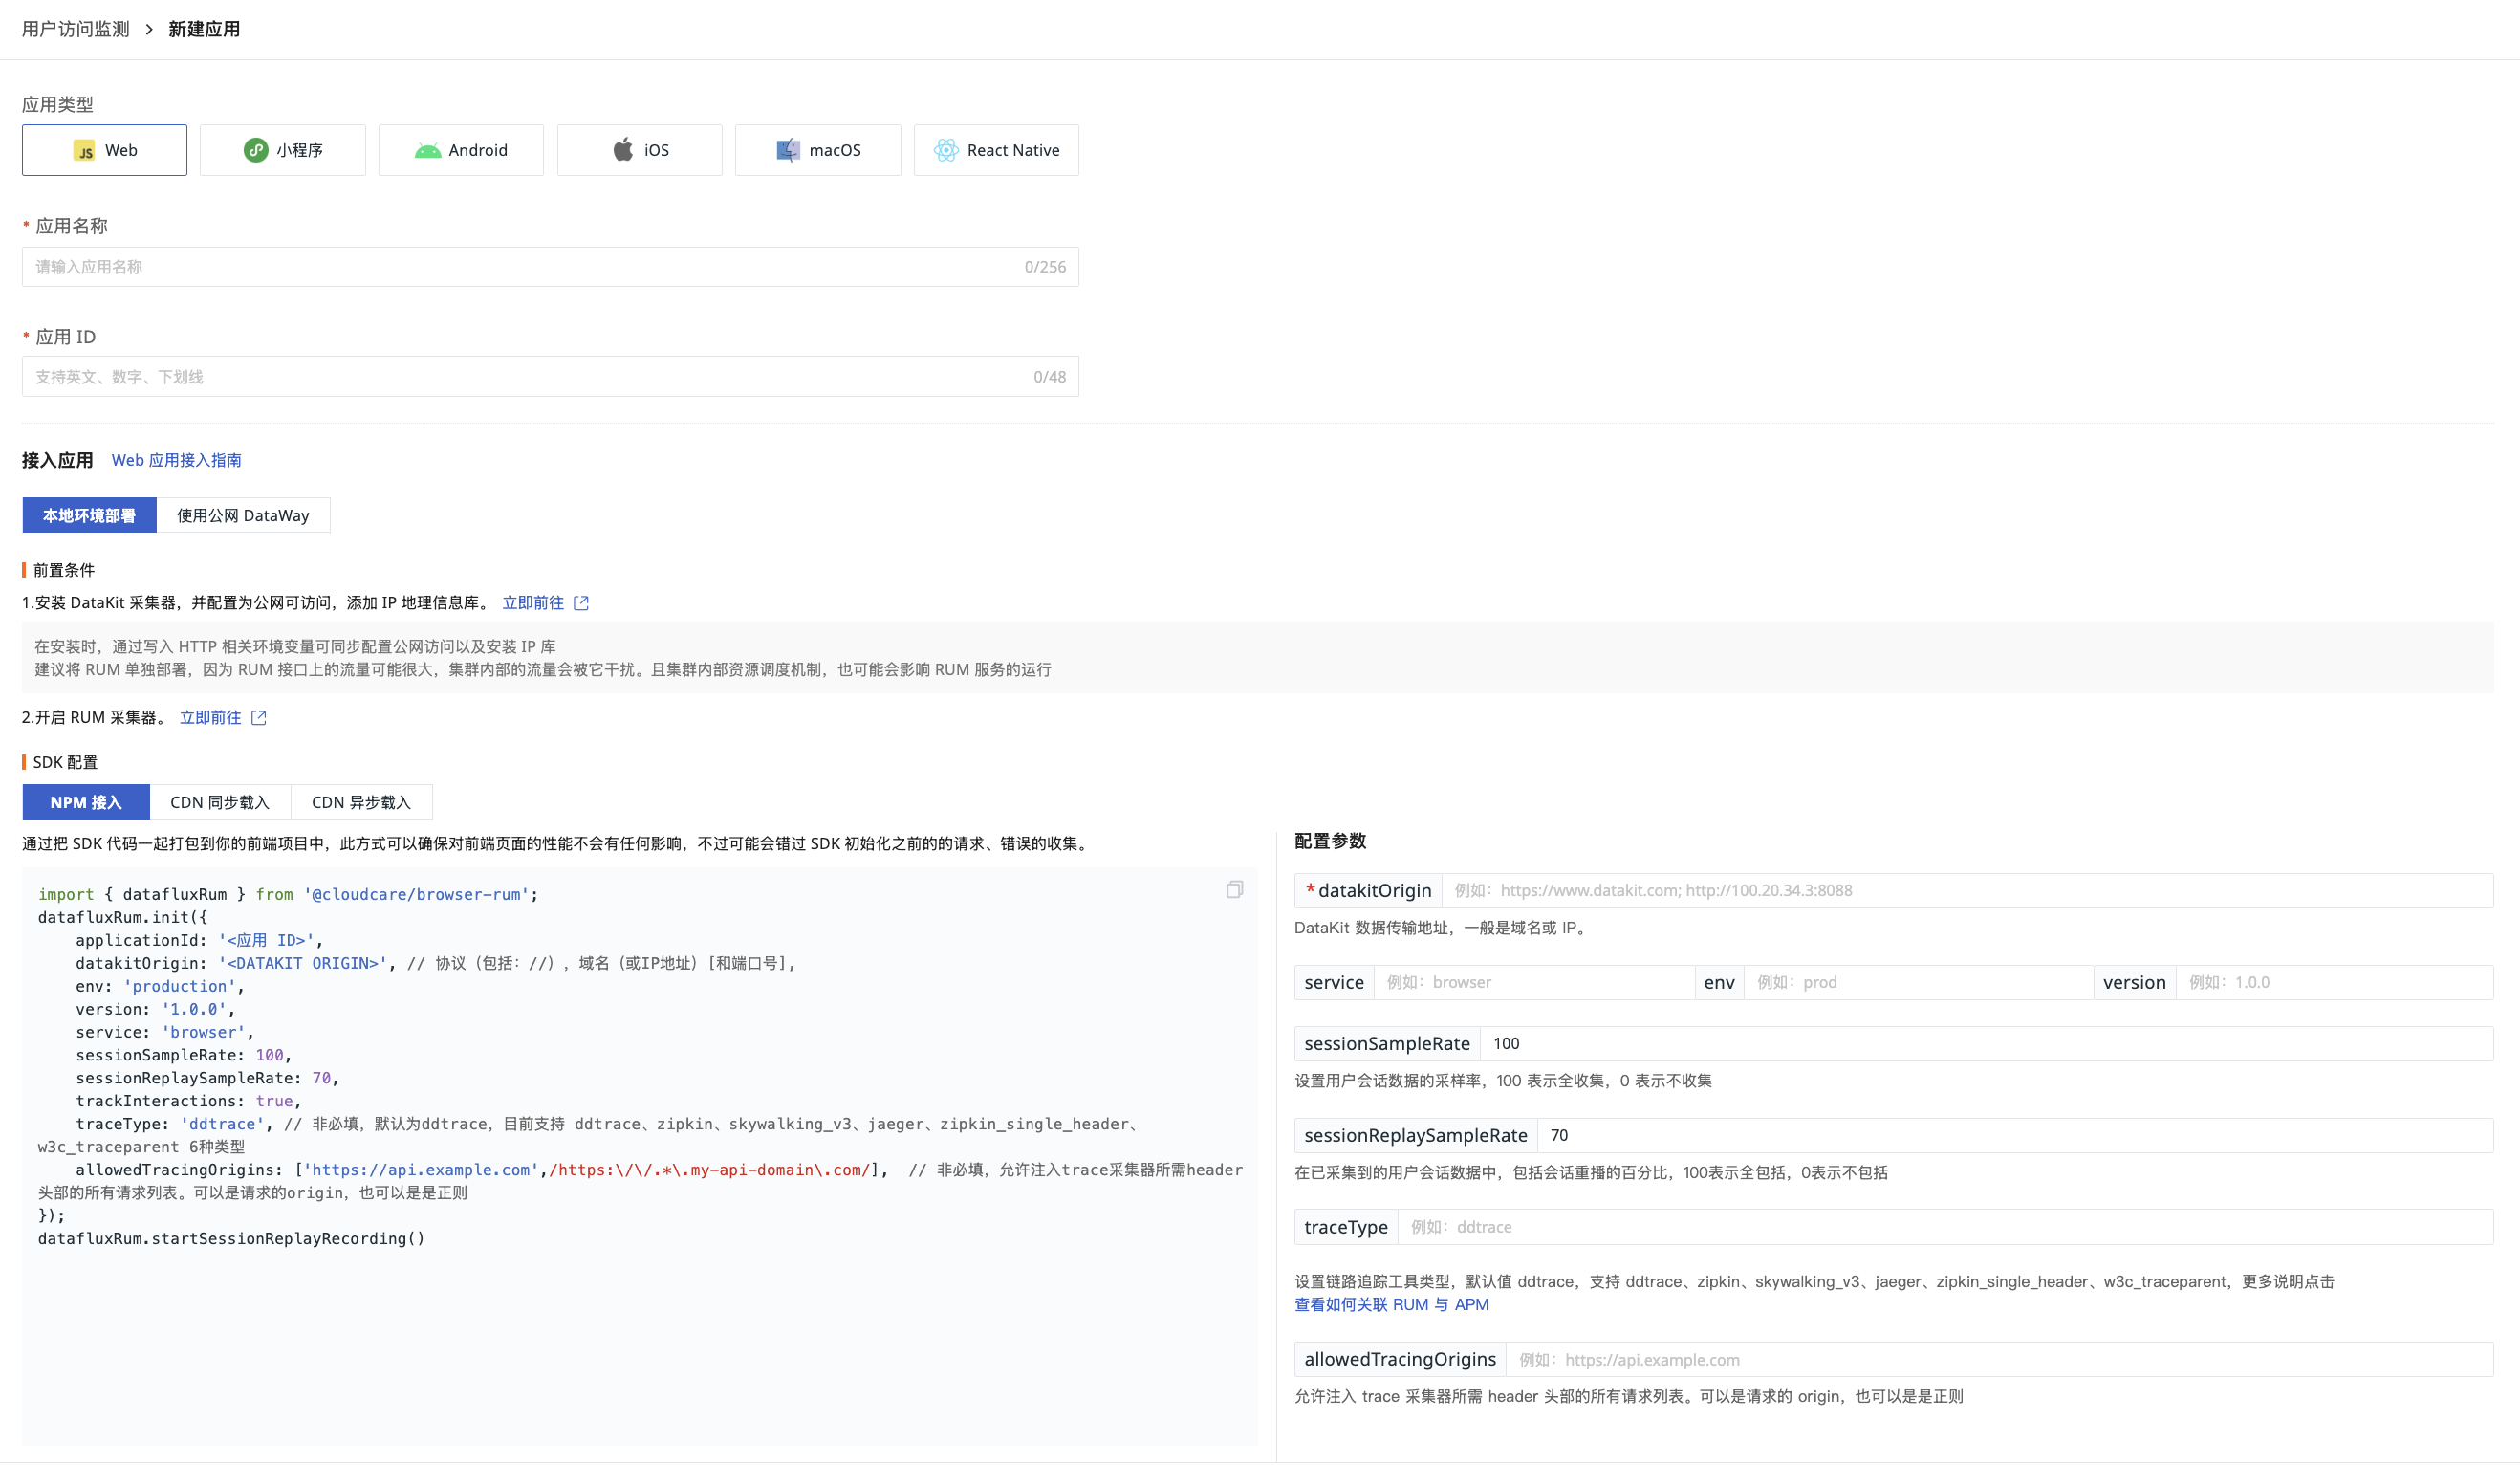 用户访问监测 > 新建应用
应用类型
JS Web
小程序
Android
iOS
macOS
React Native
* 应用名称
请输入应用名称 0/256
* 应用 ID
支持英文、数字、下划线 0/48
接入应用 Web 应用接入指南
本地环境部署 使用公网 DataWay
前置条件
1.安装 DataKit 采集器，并配置为公网可访问，添加 IP 地理信息库。 立即前往
在安装时，通过写入 HTTP 相关环境变量可同步配置公网访问以及安装 IP 库
建议将 RUM 单独部署，因为 RUM 接口上的流量可能很大，集群内部的流量会被它干扰。且集群内部资源调度机制，也可能会影响 RUM 服务的运行
2.开启 RUM 采集器。 立即前往
SDK 配置
NPM 接入 CDN 同步载入 CDN 异步载入
通过把 SDK 代码一起打包到你的前端项目中，此方式可以确保对前端页面的性能不会有任何影响，不过可能会错过 SDK 初始化之前的的请求、错误的收集。
import { datafluxRum } from '@cloudcare/browser-rum';
datafluxRum.init({
applicationId: '<应用 ID>',
datakitOrigin: '<DATAKIT ORIGIN>', // 协议（包括：//），域名（或IP地址）[和端口号],
env: 'production',
version: '1.0.0',
service: 'browser',
sessionSampleRate: 100,
sessionReplaySampleRate: 70,
trackInteractions: true,
traceType: 'ddtrace', // 非必填，默认为ddtrace，目前支持 ddtrace、zipkin、skywalking_v3、jaeger、zipkin_single_header、
w3c_traceparent 6种类型
allowedTracingOrigins: ['https://api.example.com',/https:\/\/.*\.my-api-domain\.com/], // 非必填，允许注入trace采集器所需header
头部的所有请求列表。可以是请求的origin，也可以是是正则
});
datafluxRum.startSessionReplayRecording()
配置参数
* datakitOrigin 例如：https://www.datakit.com; http://100.20.34.3:8088
DataKit 数据传输地址，一般是域名或 IP。
service 例如：browser env 例如：prod version 例如：1.0.0
sessionSampleRate 100
设置用户会话数据的采样率，100 表示全收集，0 表示不收集
sessionReplaySampleRate 70
在已采集到的用户会话数据中，包括会话重播的百分比，100表示全包括，0表示不包括
traceType 例如：ddtrace
设置链路追踪工具类型，默认值 ddtrace，支持 ddtrace、zipkin、skywalking_v3、jaeger、zipkin_single_header、w3c_traceparent，更多说明点击
查看如何关联 RUM 与 APM
allowedTracingOrigins 例如：https://api.example.com
允许注入 trace 采集器所需 header 头部的所有请求列表。可以是请求的 origin，也可以是是正则